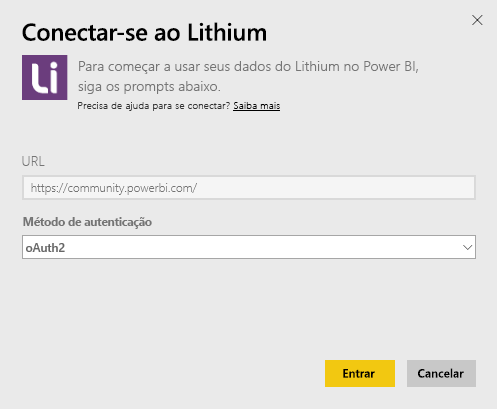 Conectar-se ao Lithium
Li
Para começar a usar seus dados do Lithium no Power BI,
siga os prompts abaixo.
Precisa de ajuda para se conectar? Saiba mais
URL
https://community.powerbi.com/
Método de autenticação
oAuth2
Entrar
Cancelar